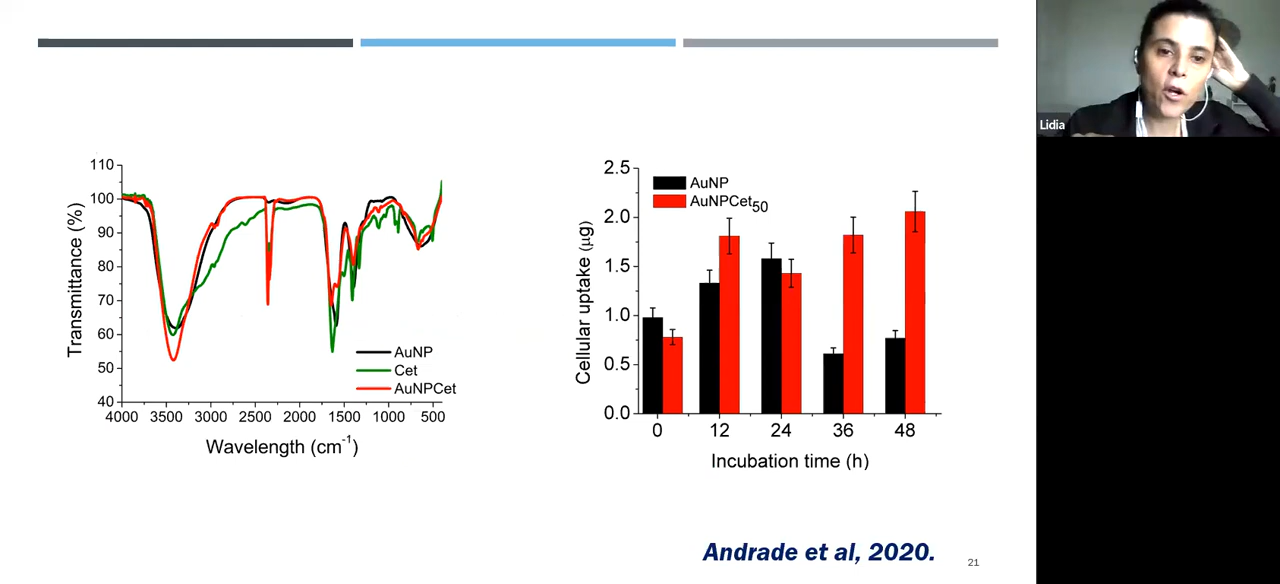 110
100
90
80
70
60
50
40
Transmittance (%)
AuNP
Cet
AuNPCet
4000 3500 3000 2500 2000 1500 1000 500
Wavelength (cm-1)
2.5
2.0
1.5
1.0
0.5
0.0
Cellular uptake (μg)
AuNP
AuNPCet50
0 12 24 36 48
Incubation time (h)
Andrade et al, 2020.
21
Lidia